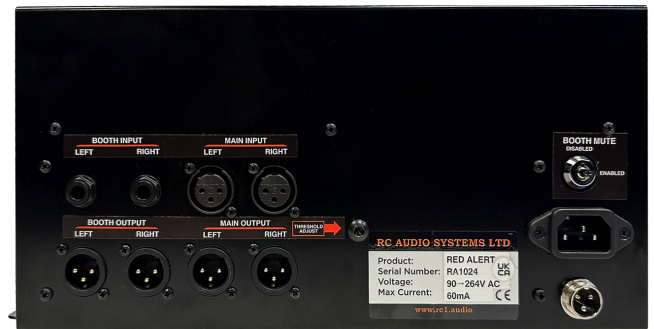 BOOTH INPUT
LEFT RIGHT
MAIN INPUT
LEFT RIGHT
BOOTH MUTE
DISABLED
ENABLED
BOOTH OUTPUT
LEFT RIGHT
MAIN OUTPUT
LEFT RIGHT
THRESHOLD
ADJUST
RC AUDIO SYSTEMS LTD
Product: RED ALERT
Serial Number: RA1024
Voltage: 90→264V AC
Max Current: 60mA
UK
CA
CE
www.rc1.audio